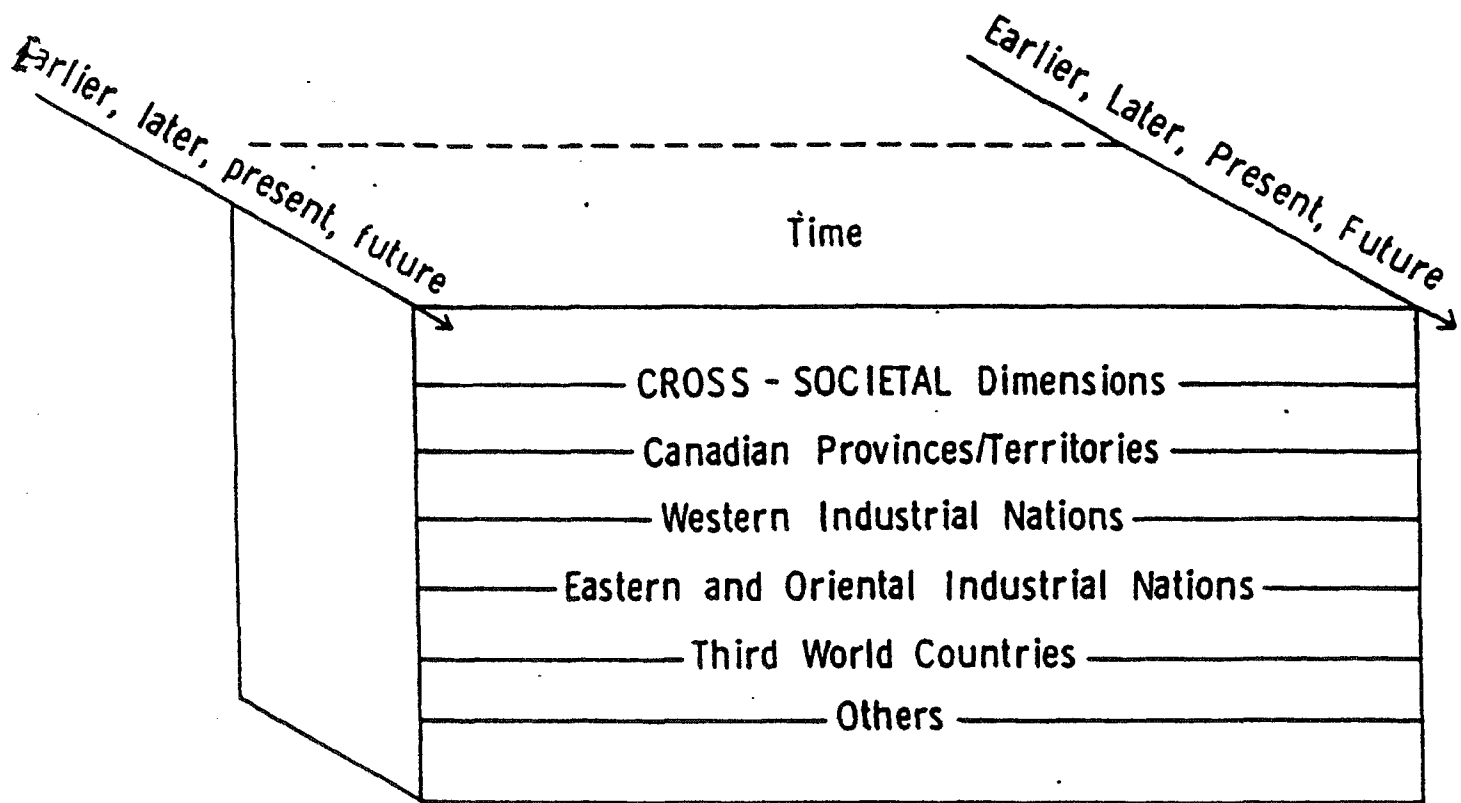 Earlier, later, present, future
Earlier, Later, Present, Future
Time
CROSS - SOCIETAL Dimensions
Canadian Provinces/Territories
Western Industrial Nations
Eastern and Oriental Industrial Nations
Third World Countries
Others